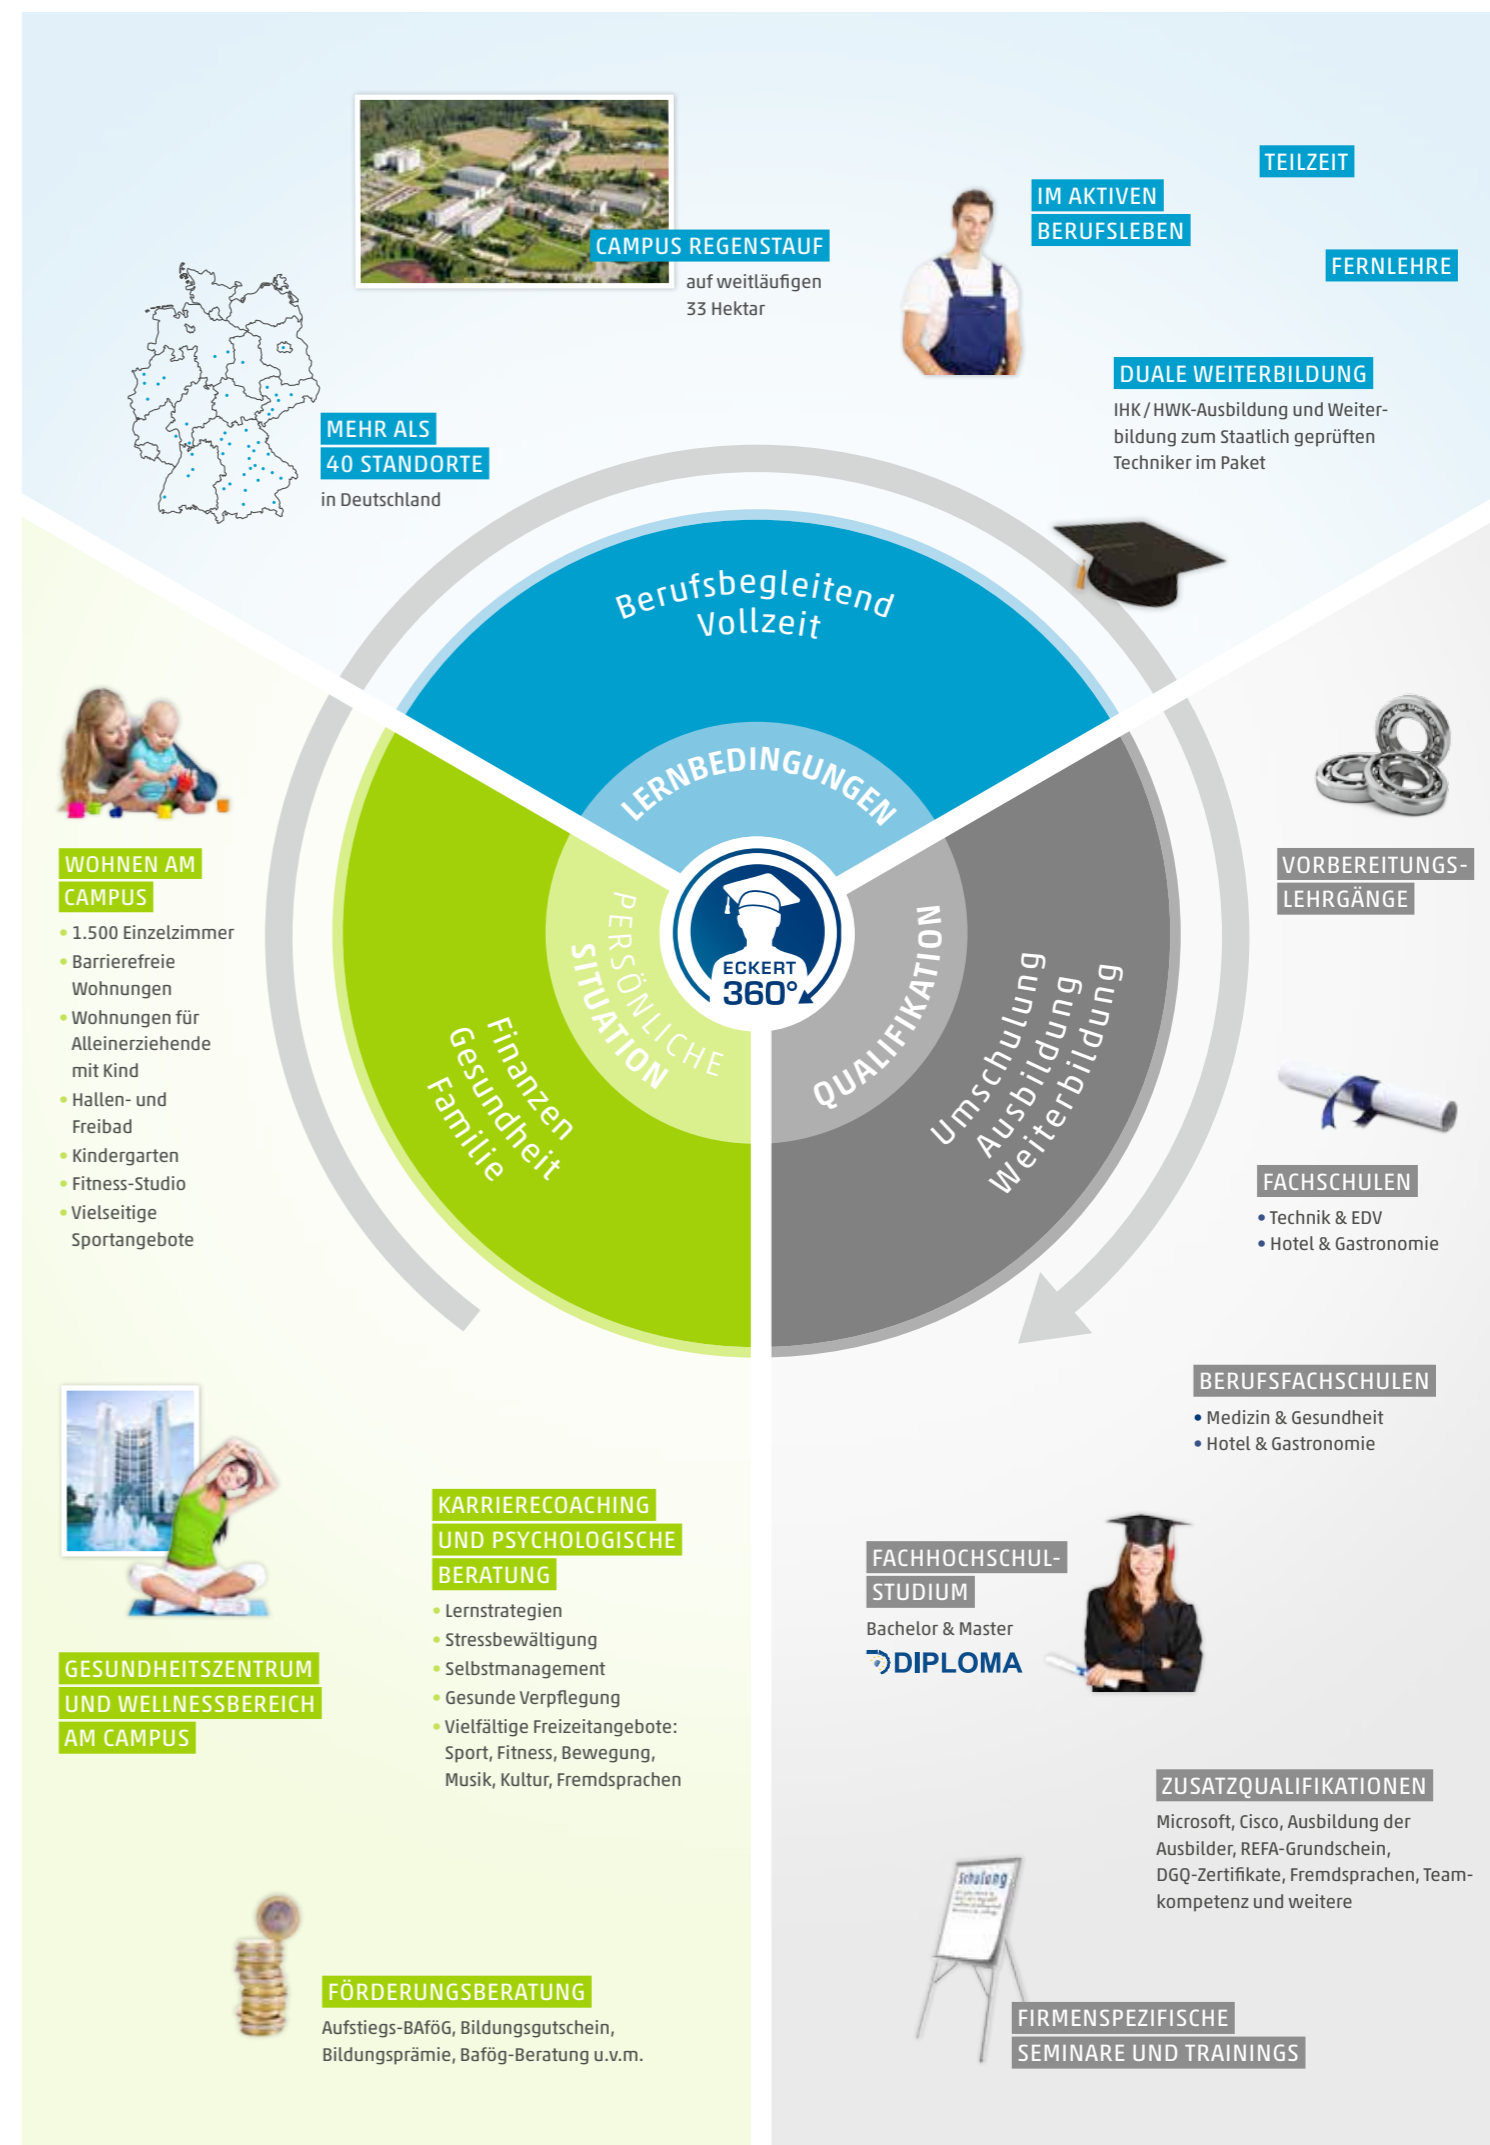 CAMPUS REGENSTAUF
auf weitläufigen
33 Hektar
IM AKTIVEN
BERUFSLEBEN
TEILZEIT
FERNLEHRE
DUALE WEITERBILDUNG
IHK/HWK-Ausbildung und Weiter-
bildung zum Staatlich geprüften
Techniker im Paket
MEHR ALS
40 STANDORTE
in Deutschland
Berufsbegleitend
Vollzeit
LERNBEDINGUNGEN
PERSÖNLICHE
SITUATION
Finanzen
Gesundheit
Familie
ECKERT
360°
QUALIFIKATION
Umschulung
Ausbildung
Weiterbildung
WOHNEN AM
CAMPUS
• 1.500 Einzelzimmer
• Barrierefreie
Wohnungen
• Wohnungen für
Alleinerziehende
mit Kind
• Hallen- und
Freibad
• Kindergarten
• Fitness-Studio
• Vielseitige
Sportangebote
VORBEREITUNGS-
LEHRGÄNGE
FACHSCHULEN
• Technik & EDV
• Hotel & Gastronomie
BERUFSFACHSCHULEN
• Medizin & Gesundheit
• Hotel & Gastronomie
GESUNDHEITSZENTRUM
UND WELLNESSBEREICH
AM CAMPUS
KARRIERECOACHING
UND PSYCHOLOGISCHE
BERATUNG
• Lernstrategien
• Stressbewältigung
• Selbstmanagement
• Gesunde Verpflegung
• Vielfältige Freizeitangebote:
Sport, Fitness, Bewegung,
Musik, Kultur, Fremdsprachen
FACHHOCHSCHUL-
STUDIUM
Bachelor & Master
DIPLOMA
ZUSATZQUALIFIKATIONEN
Microsoft, Cisco, Ausbildung der
Ausbilder, REFA-Grundschein,
DGQ-Zertifikate, Fremdsprachen, Team-
kompetenz und weitere
Schulung
FIRMENSPEZIFISCHE
SEMINARE UND TRAININGS
FÖRDERUNGSBERATUNG
Aufstiegs-BAföG, Bildungsgutschein,
Bildungsprämie, Bafög-Beratung u.v.m.